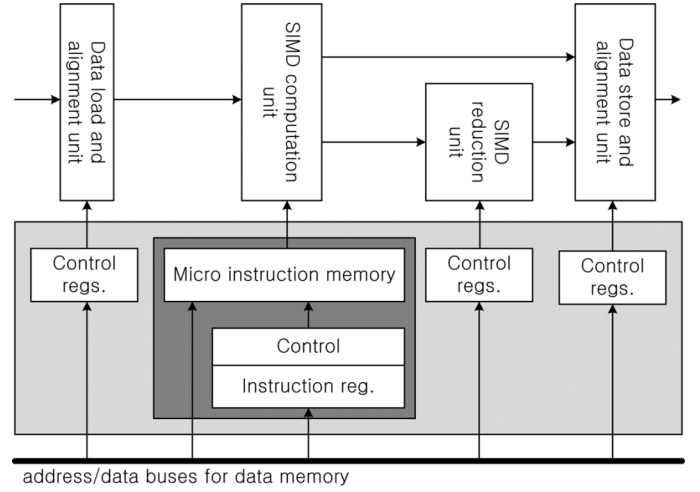 Data load and
alignment unit
SIMD computation
unit
SIMD
reduction
unit
Data store and
alignment unit
Control
regs.
Micro instruction memory
Control
regs.
Control
regs.
Control
Instruction reg.
address/data buses for data memory